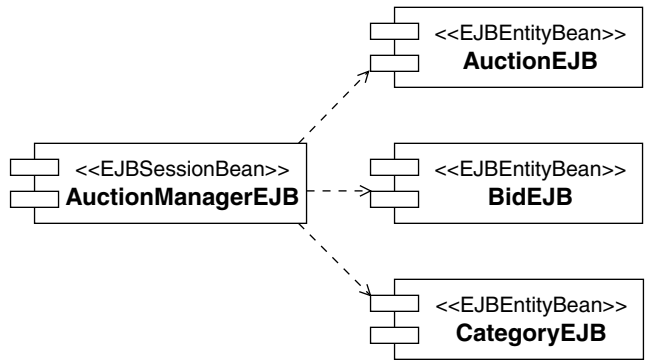 <<EJBEntityBean>>
AuctionEJB
<<EJBSessionBean>>
AuctionManagerEJB
<<EJBEntityBean>>
BidEJB
<<EJBEntityBean>>
CategoryEJB